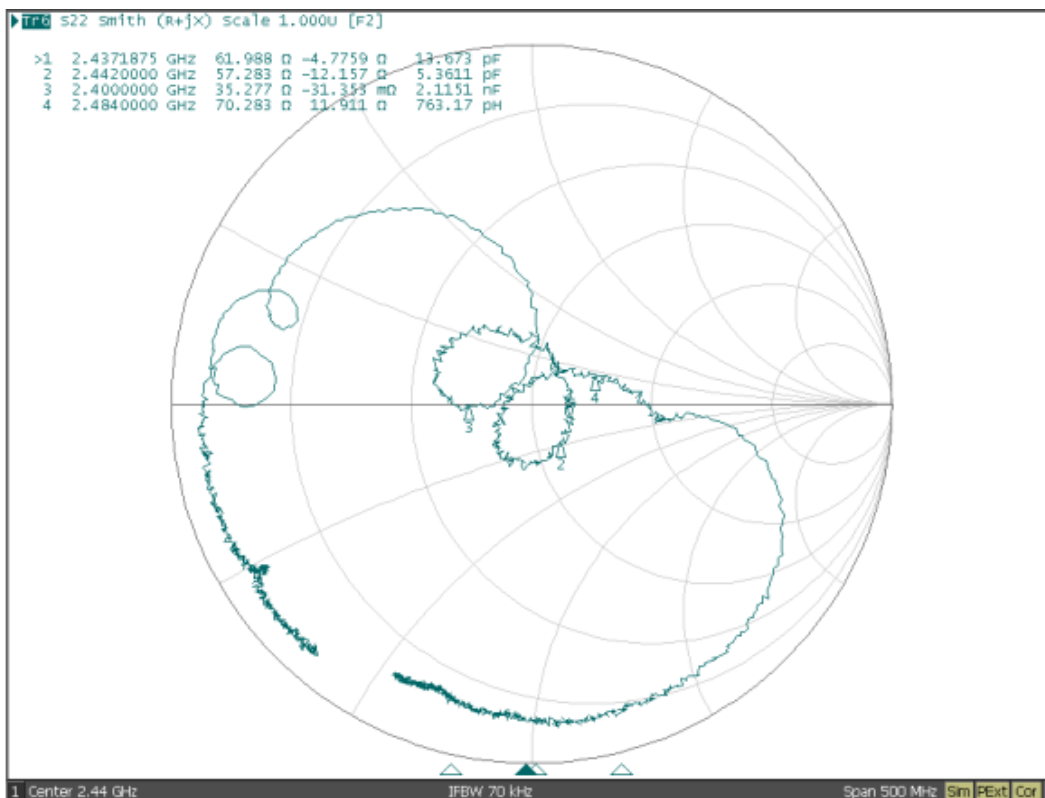 Tr6 S22 Smith (R+jX) Scale 1.000U [F2]
>1 2.4371875 GHz 61.988 Ω -4.7759 Ω 13.673 pF
2 2.4420000 GHz 57.283 Ω -12.157 Ω 5.3611 pF
3 2.4000000 GHz 35.277 Ω -31.353 mΩ 2.1151 nF
4 2.4840000 GHz 70.283 Ω 11.911 Ω 763.17 pH
4
3
2
1 Center 2.44 GHz IFBW 70 kHz Span 500 MHz Sim PExt Cor